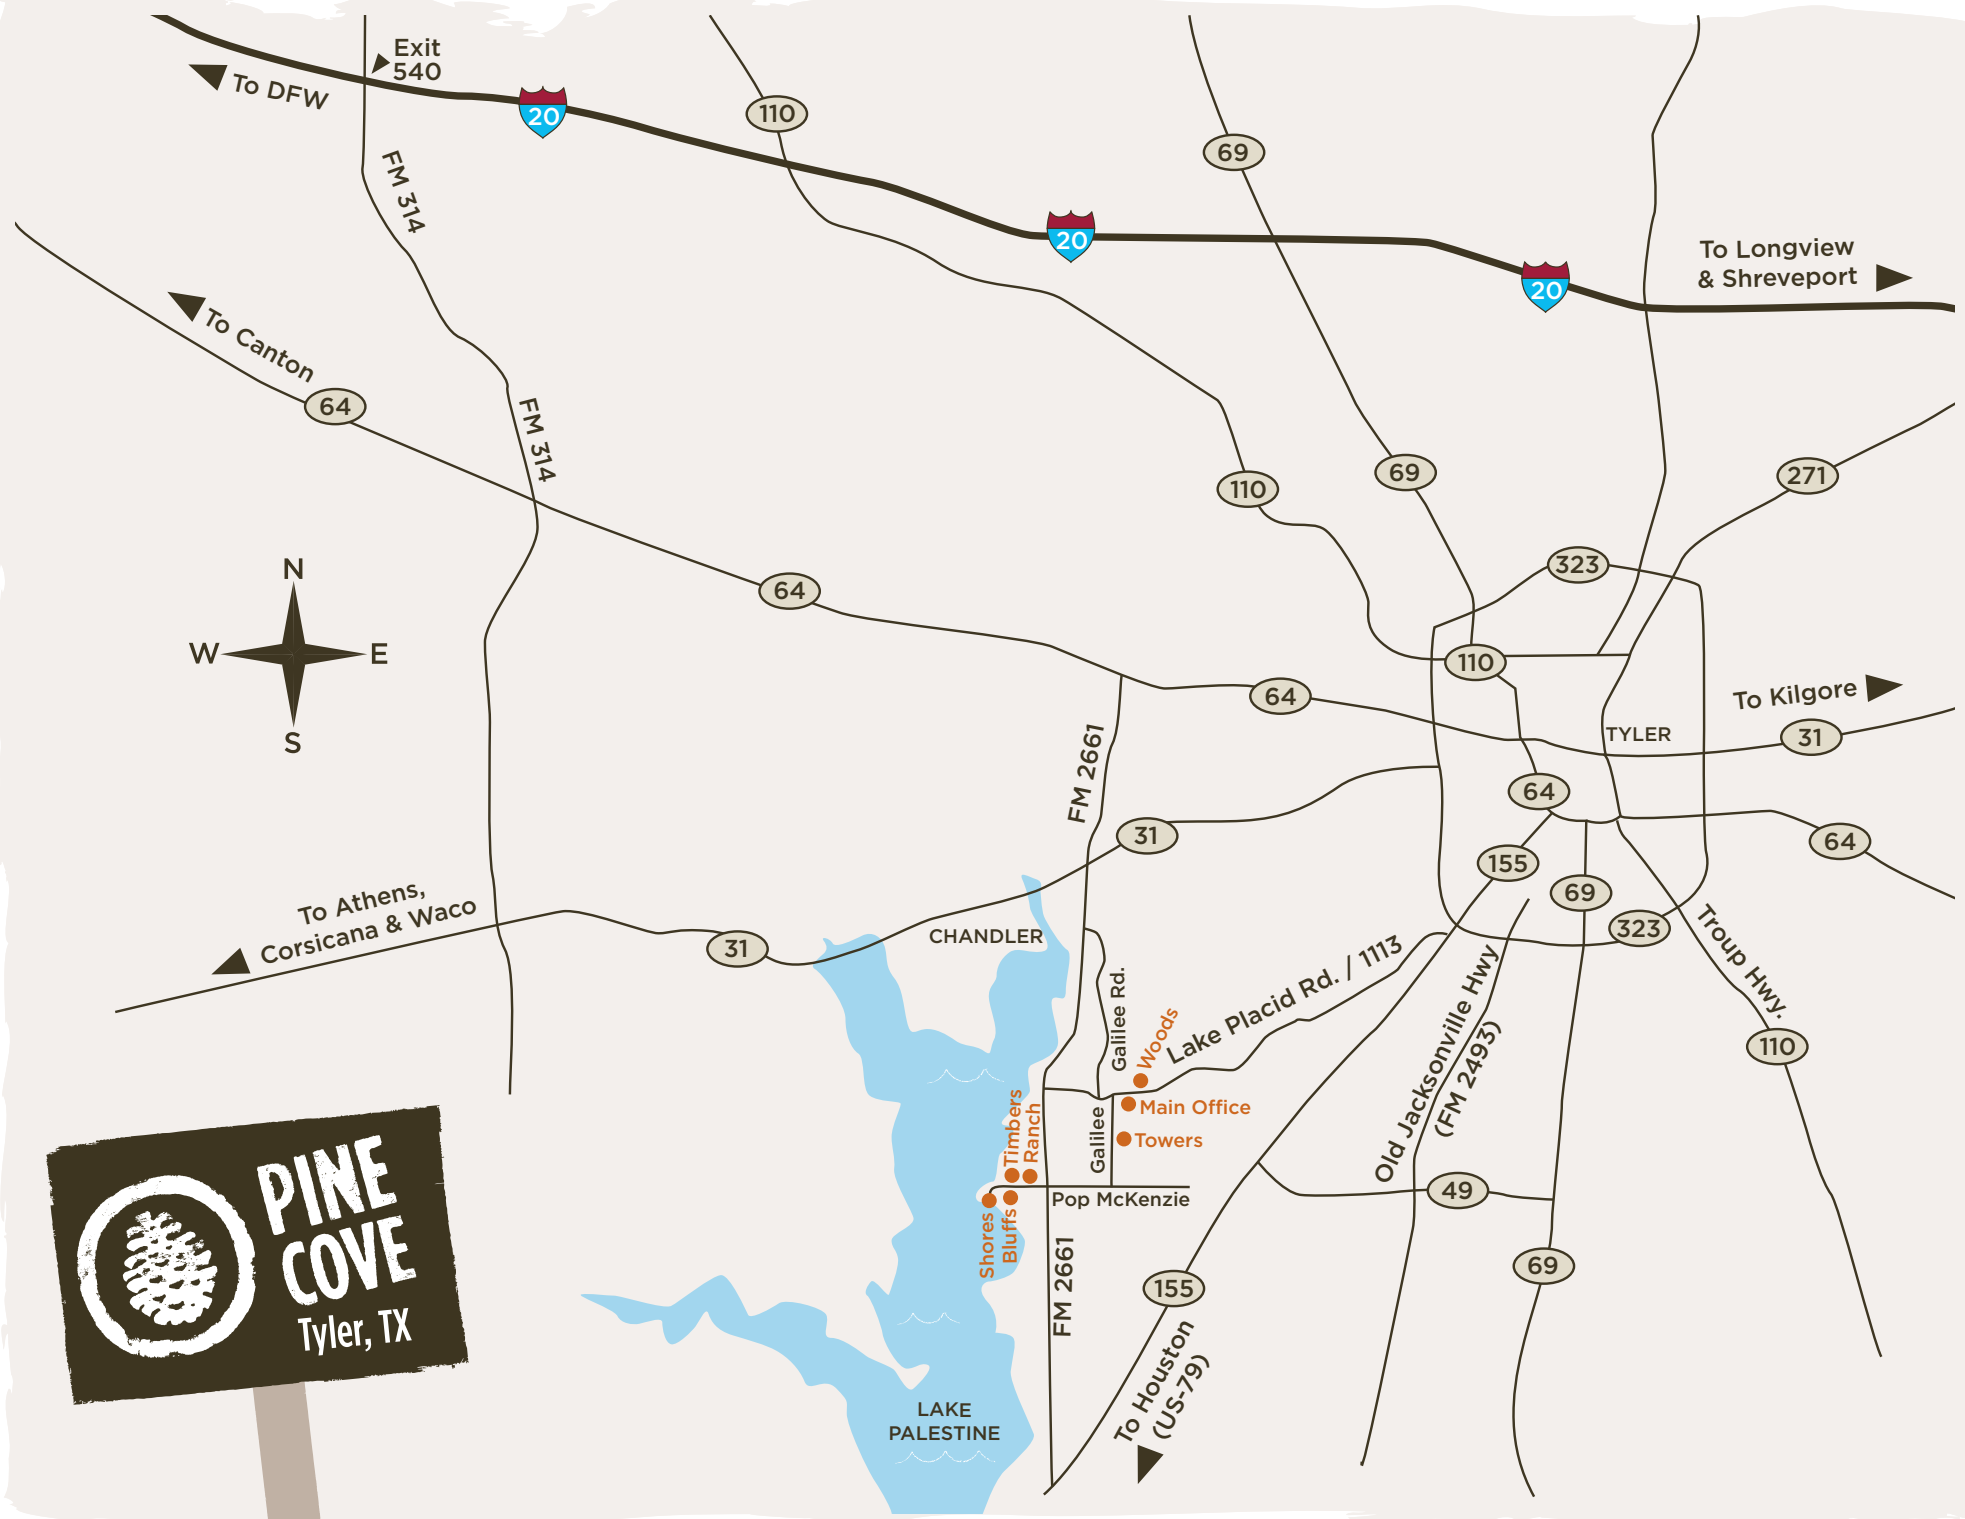 Exit
540
To DFW
20
110
69
FM 314
20
To Longview
& Shreveport
20
To Canton
64
FM 314
69
110
271
323
N
W
E
S
64
110
64
To Kilgore
31
TYLER
FM 2661
64
31
64
155
69
To Athens,
Corsicana & Waco
31
CHANDLER
323
Troup Hwy.
Lake Placid Rd. / 1113
Galilee Rd.
Woods
Old Jacksonville Hwy
(FM 2493)
110
Main Office
Timbers
Ranch
Galilee
Towers
49
Pop McKenzie
Shores
Bluffs
FM 2661
69
155
To Houston
(US-79)
LAKE
PALESTINE
PINE
COVE
Tyler, TX